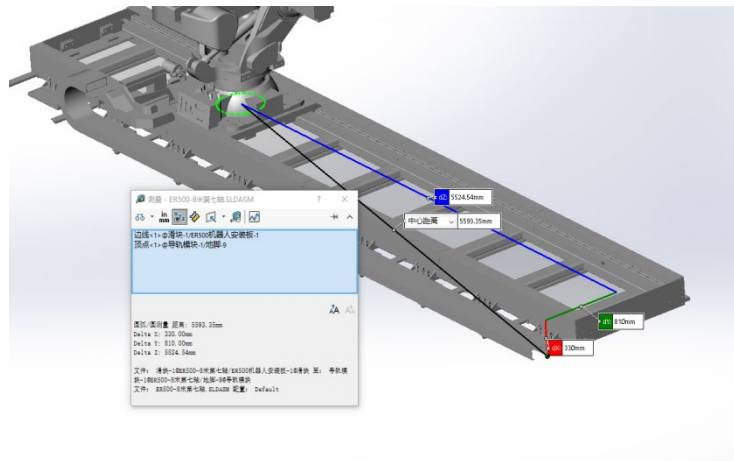 测量 - ER500-8米第七轴.SLDASM
in
mm
边线<1>@滑块-1/ER500机器人安装板-1
顶点<1>@导轨模块-1/地脚-9
圆弧/圆测量 距离: 5593.35mm
Delta X: 330.00mm
Delta Y: 810.00mm
Delta Z: 5524.54mm
文件: 滑块-1@ER500-8米第七轴/ER500机器人安装板-1@滑块 至: 导轨模
块-1@ER500-8米第七轴/地脚-9@导轨模块
文件: ER500-8米第七轴.SLDASM 配置: Default
dZ: 5524.54mm
中心距离 5593.35mm
dY: 810mm
dX: 330mm